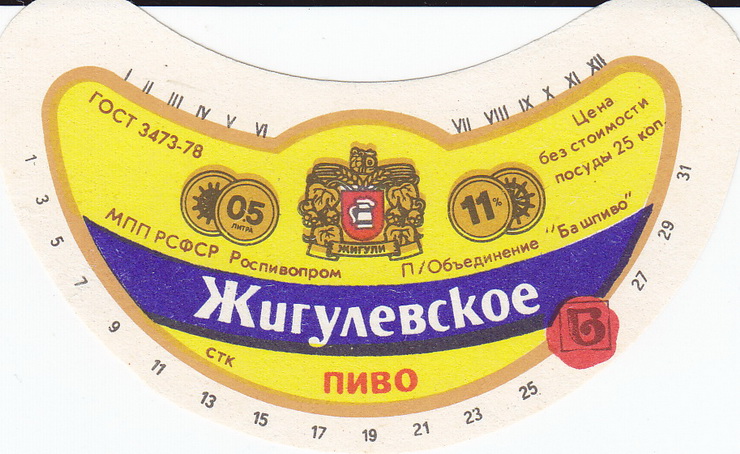 I II III IV V VI VII VIII IX X XI XII
ГОСТ 3473-78
Цена
без стоимости
посуды 25 коп.
05
ЛИТРА
11%
ЖИГУЛИ
МПП РСФСР Роспивопром П/Объединение "Башпиво"
Жигулевское
стк
ПИВО
Б
1 3 5 7 9 11 13 15 17 19 21 23 25 27 29 31